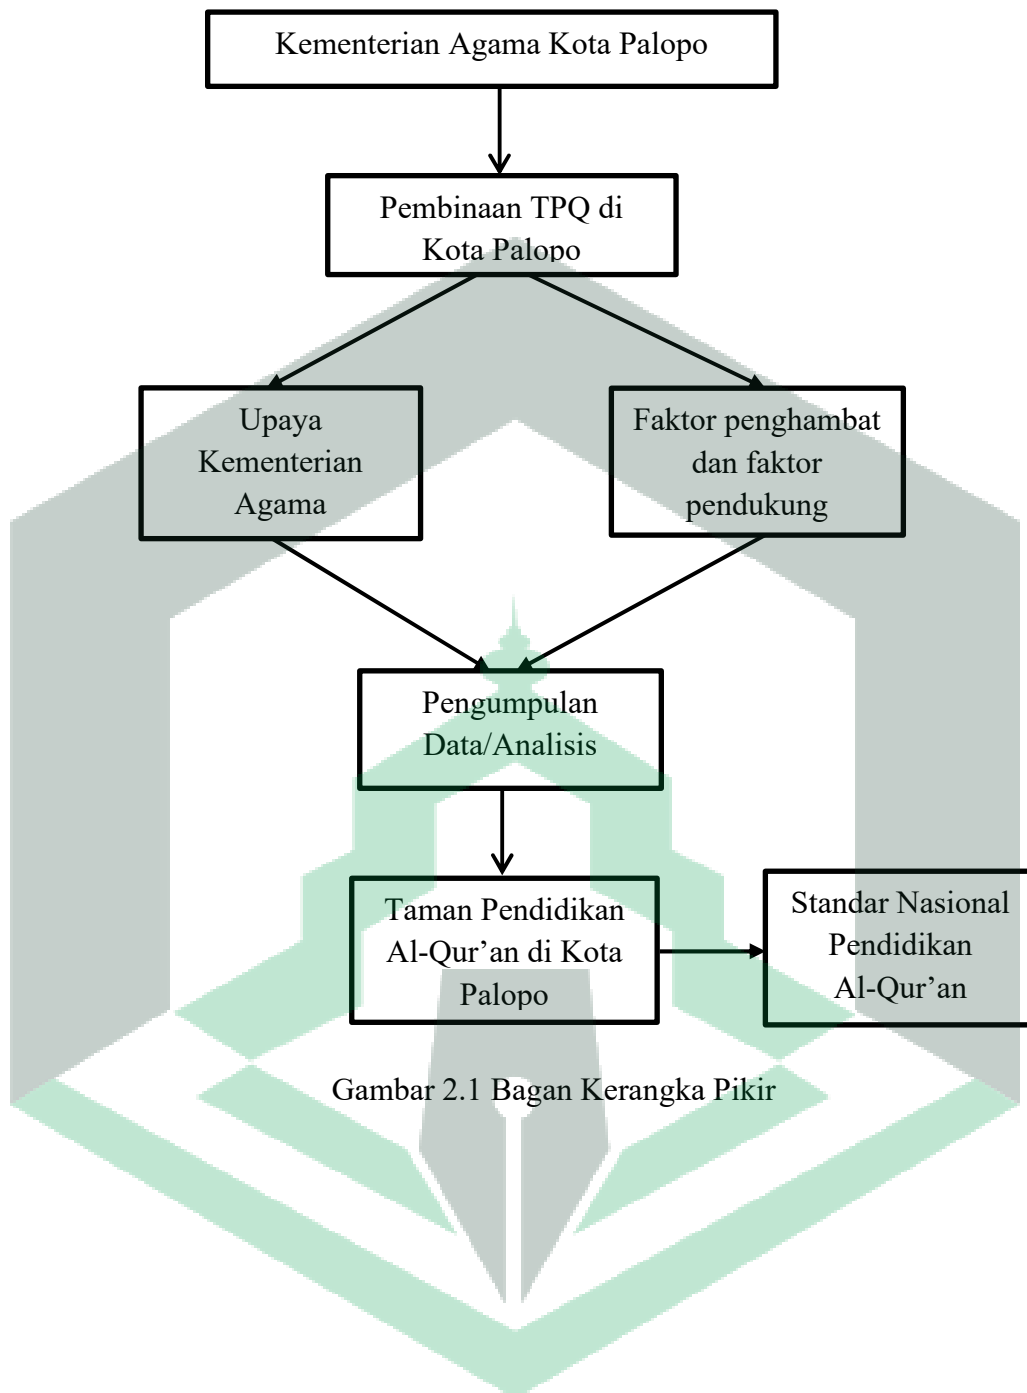 Kementerian Agama Kota Palopo
Pembinaan TPQ di
Kota Palopo
Upaya
Kementerian
Agama
Faktor penghambat
dan faktor
pendukung
Pengumpulan
Data/Analisis
Taman Pendidikan
Al-Qur’an di Kota
Palopo
Standar Nasional
Pendidikan
Al-Qur’an
Gambar 2.1 Bagan Kerangka Pikir